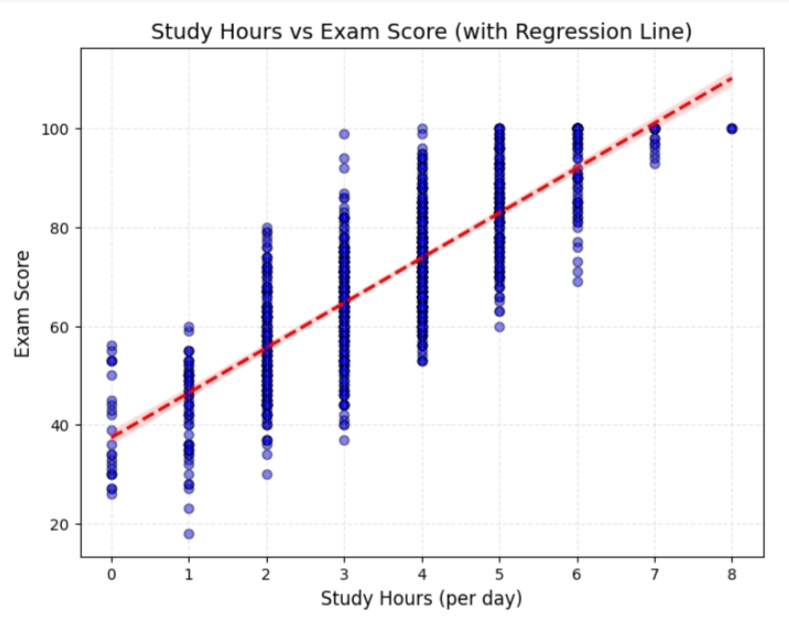 Study Hours vs Exam Score (with Regression Line)
Exam Score
100
80
60
40
20
0 1 2 3 4 5 6 7 8
Study Hours (per day)